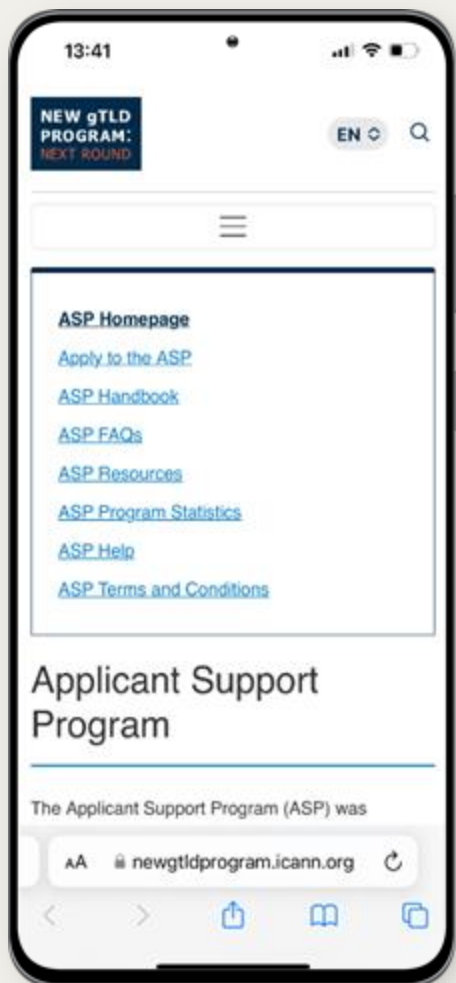 13:41
NEW gTLD
PROGRAM:
NEXT ROUND
EN
ASP Homepage
Apply to the ASP
ASP Handbook
ASP FAQs
ASP Resources
ASP Program Statistics
ASP Help
ASP Terms and Conditions
Applicant Support
Program
The Applicant Support Program (ASP) was
AA newgtldprogram.icann.org